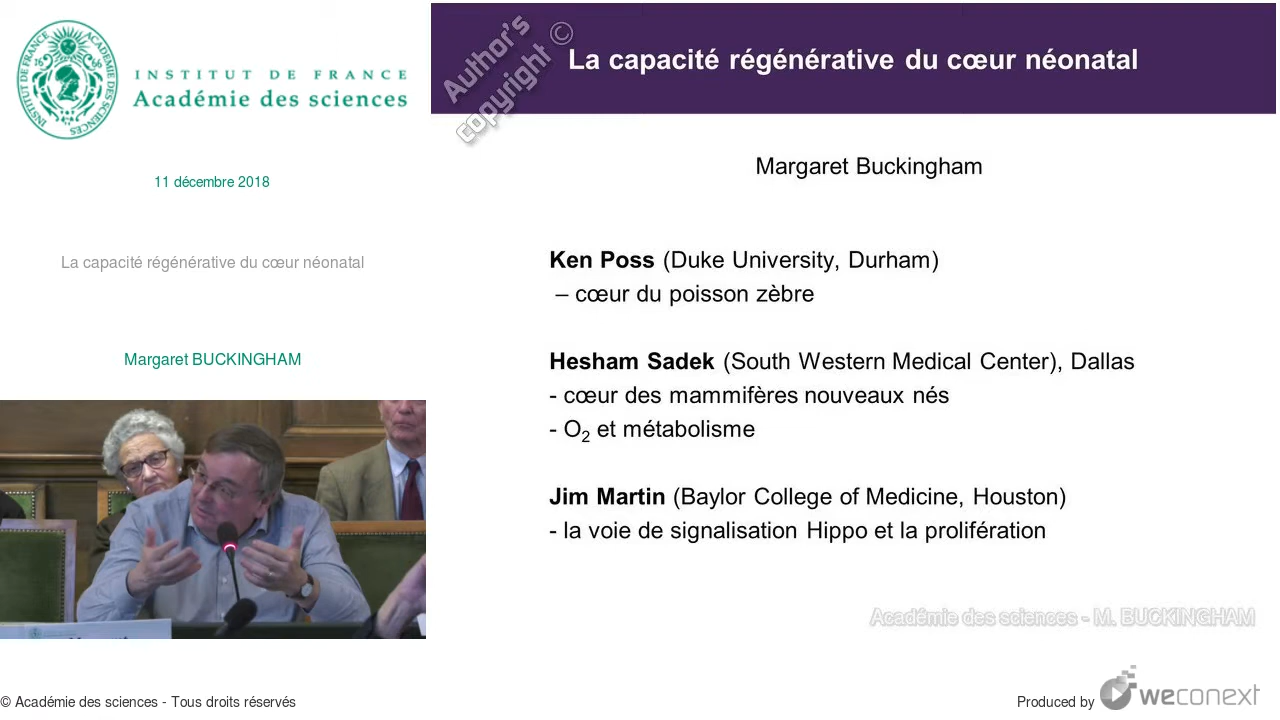 INSTITUT DE FRANCE
Académie des sciences
11 décembre 2018
La capacité régénérative du cœur néonatal
Margaret BUCKINGHAM
Author's copyright ©
La capacité régénérative du cœur néonatal
Margaret Buckingham
Ken Poss (Duke University, Durham)
– cœur du poisson zèbre
Hesham Sadek (South Western Medical Center), Dallas
- cœur des mammifères nouveaux nés
- O₂ et métabolisme
Jim Martin (Baylor College of Medicine, Houston)
- la voie de signalisation Hippo et la prolifération
Académie des sciences - M. BUCKINGHAM
© Académie des sciences - Tous droits réservés
Produced by weconext